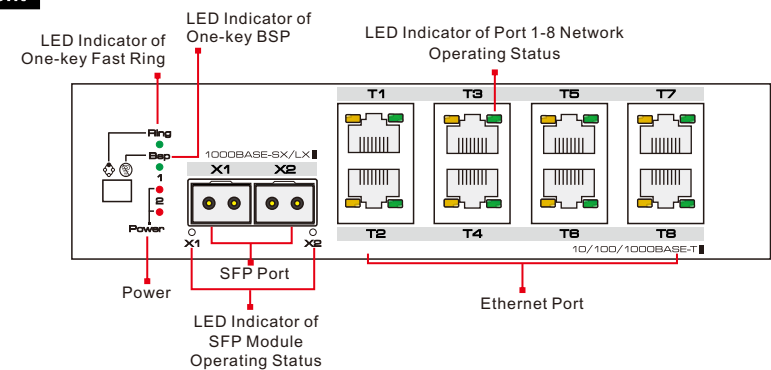 LED Indicator of
One-key Fast Ring
LED Indicator of
One-key BSP
LED Indicator of Port 1-8 Network
Operating Status
T1 T3 T5 T7
Ring
Bsp
1
2
Power
1000BASE-SX/LX
X1 X2
X1 X2
T2 T4 T6 T8
10/100/1000BASE-T
SFP Port
Power
Ethernet Port
LED Indicator of
SFP Module
Operating Status